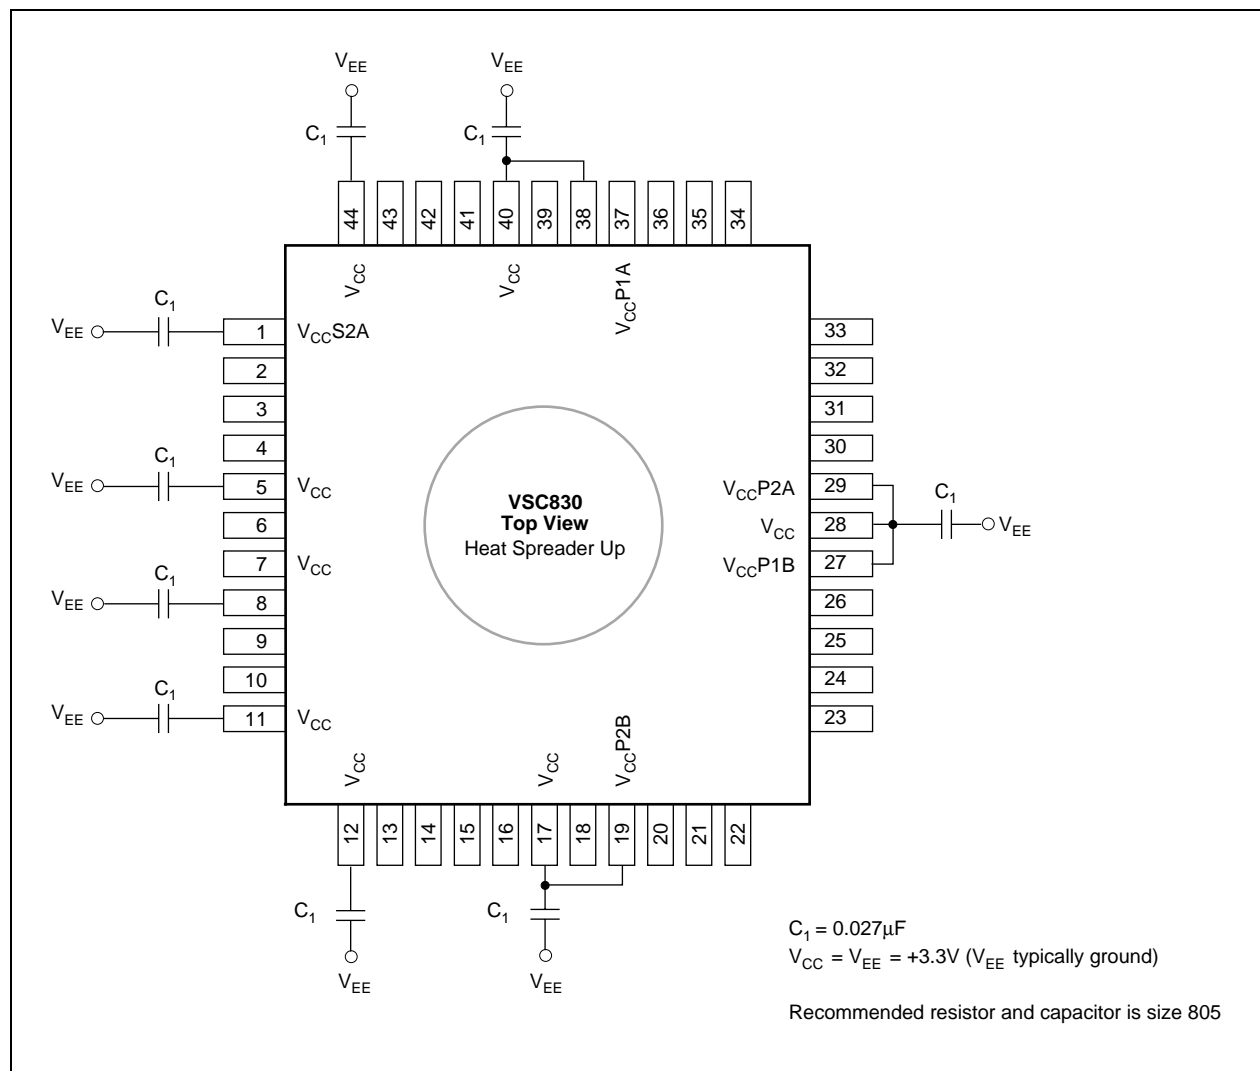 VEE VEE
C1 C1
44 43 42 41 40 39 38 37 36 35 34
VCC VCC VCCP1A
VEE C1 1 VCCS2A 33
2 32
3 31
4 30
VEE C1 5 VCC VCCP2A 29 C1
6 VCC 28 VEE
7 VCC VCCP1B 27
VEE C1 8 26
9 25
10 24
VEE C1 11 VCC 23
VSC830
Top View
Heat Spreader Up
VCC VCC VCCP2B
12 13 14 15 16 17 18 19 20 21 22
C1 C1
VEE VEE
C1 = 0.027μF
VCC = VEE = +3.3V (VEE typically ground)
Recommended resistor and capacitor is size 805